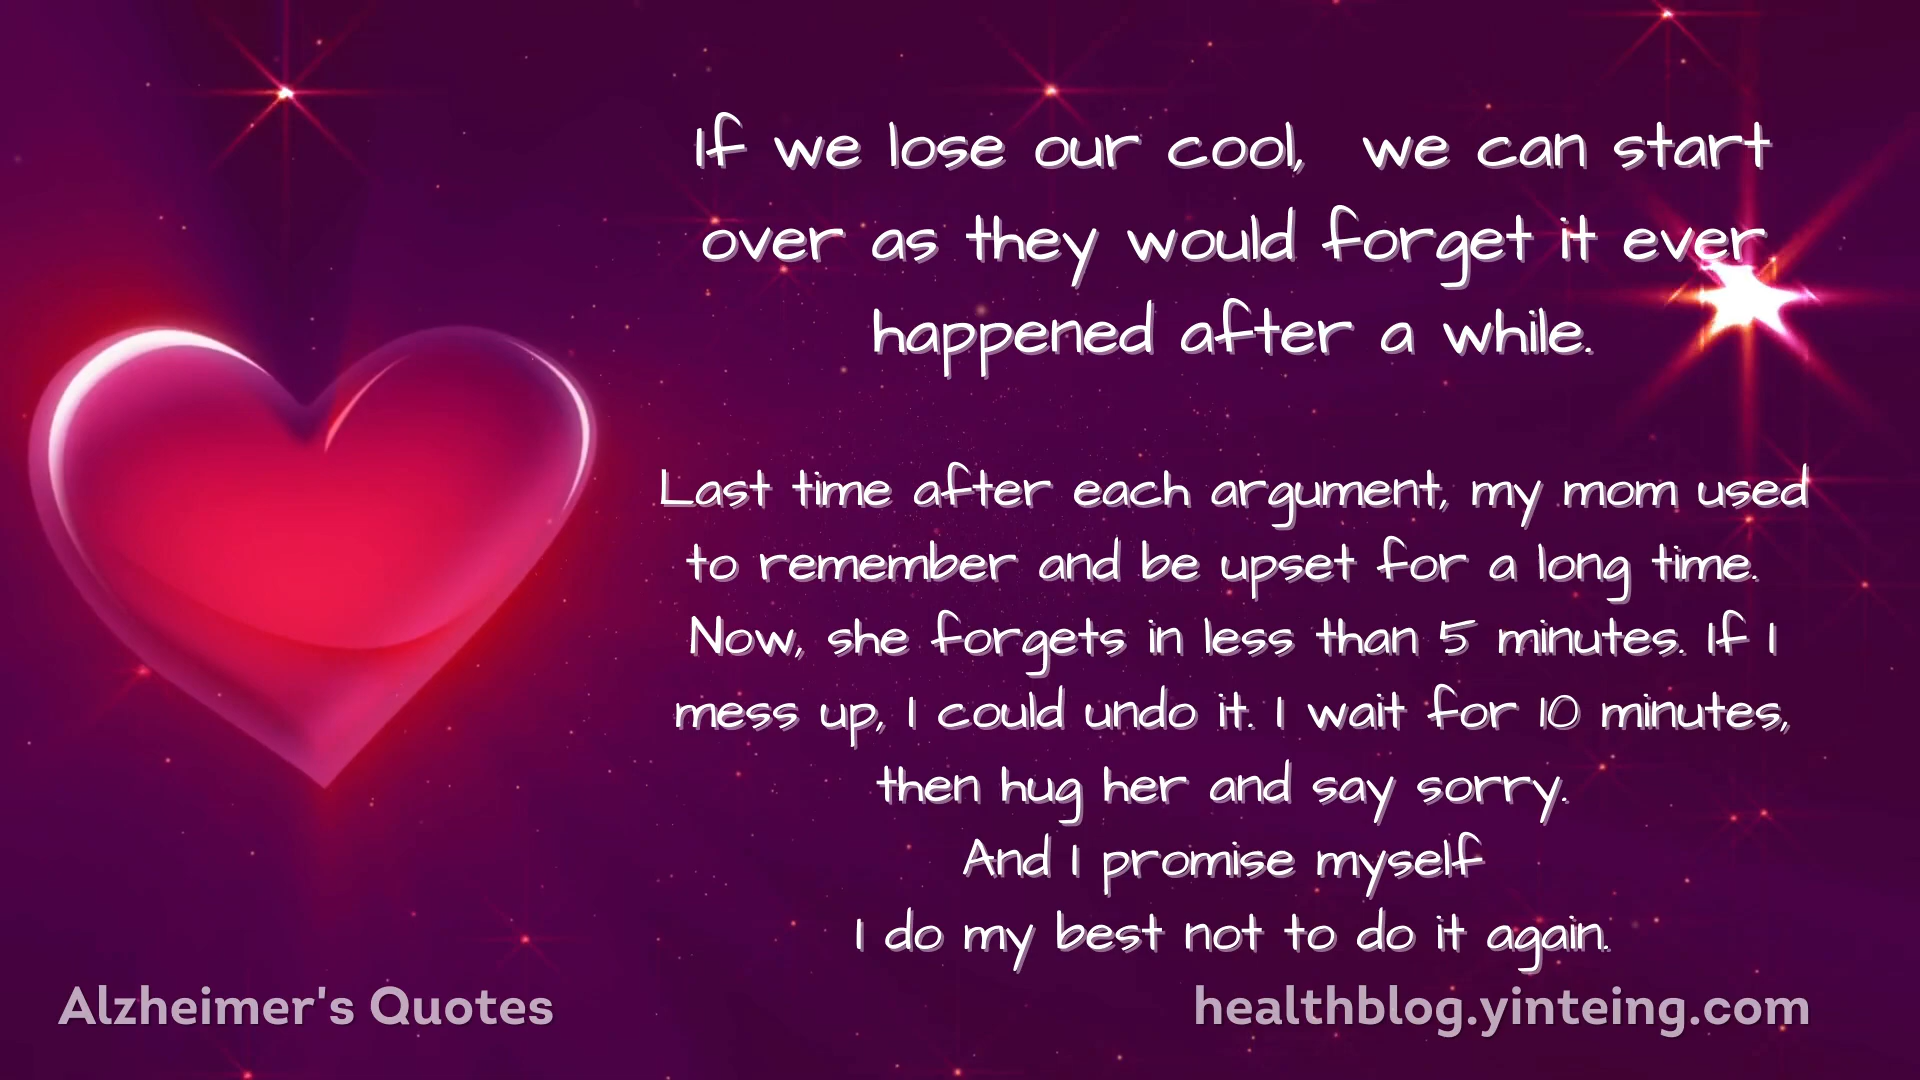 If we lose our cool, we can start
over as they would forget it ever
happened after a while.
Last time after each argument, my mom used
to remember and be upset for a long time.
Now, she forgets in less than 5 minutes. If I
mess up, I could undo it. I wait for 10 minutes,
then hug her and say sorry.
And I promise myself
I do my best not to do it again.
Alzheimer's Quotes
healthblog.yinteing.com